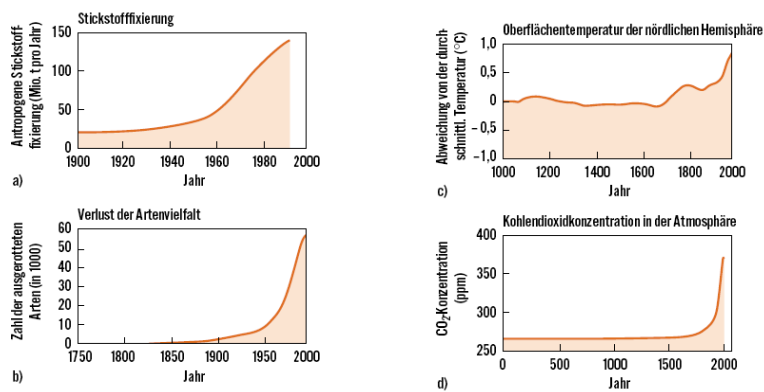 Stickstofffixierung
Antropogene Stickstoff-
fixierung (Mio. t pro Jahr)
150
100
50
0
1900
1920
1940
1960
1980
2000
Jahr
a)
Oberflächentemperatur der nördlichen Hemisphäre
Abweichung von der durch-
schnittl. Temperatur (°C)
1,0
0,5
0
–0,5
–1,0
1000
1200
1400
1600
1800
2000
Jahr
c)
Verlust der Artenvielfalt
Zahl der ausgerotteten
Arten (in 1000)
60
50
40
30
20
10
0
1750
1800
1850
1900
1950
2000
Jahr
b)
Kohlendioxidkonzentration in der Atmosphäre
CO₂-Konzentration
(ppm)
400
350
300
250
0
500
1000
1500
2000
Jahr
d)